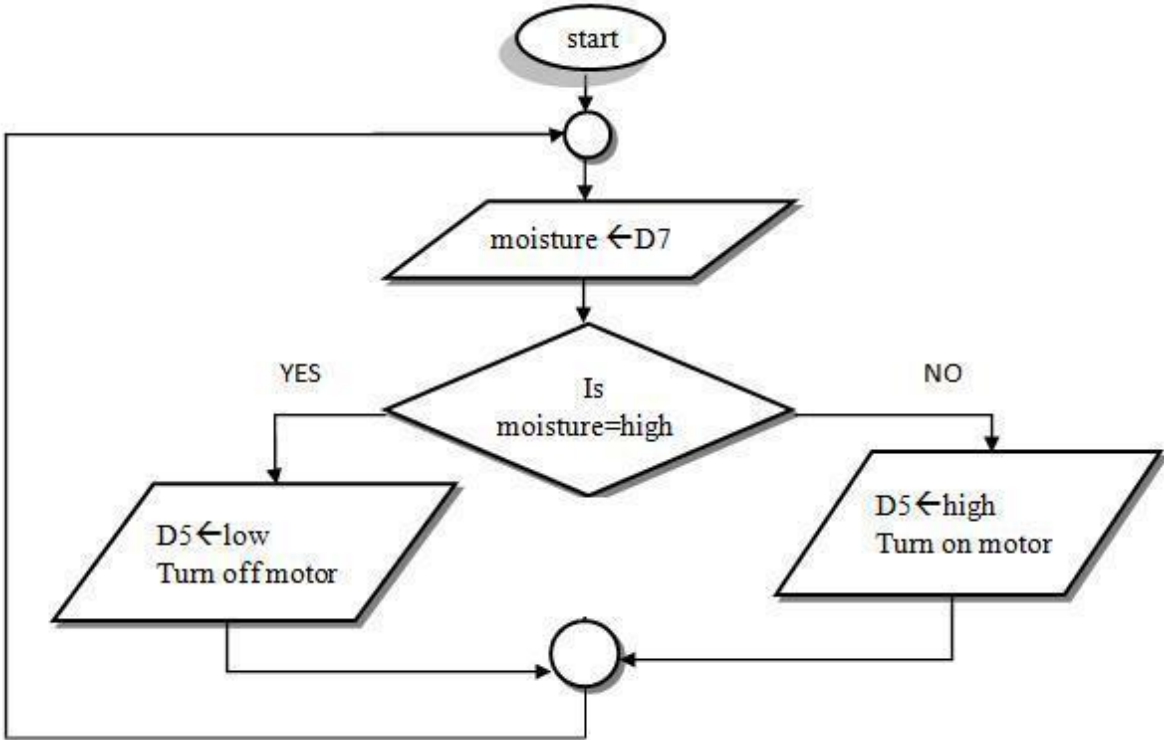 start
moisture ←D7
YES
NO
Is
moisture=high
D5←low
Turn off motor
D5←high
Turn on motor